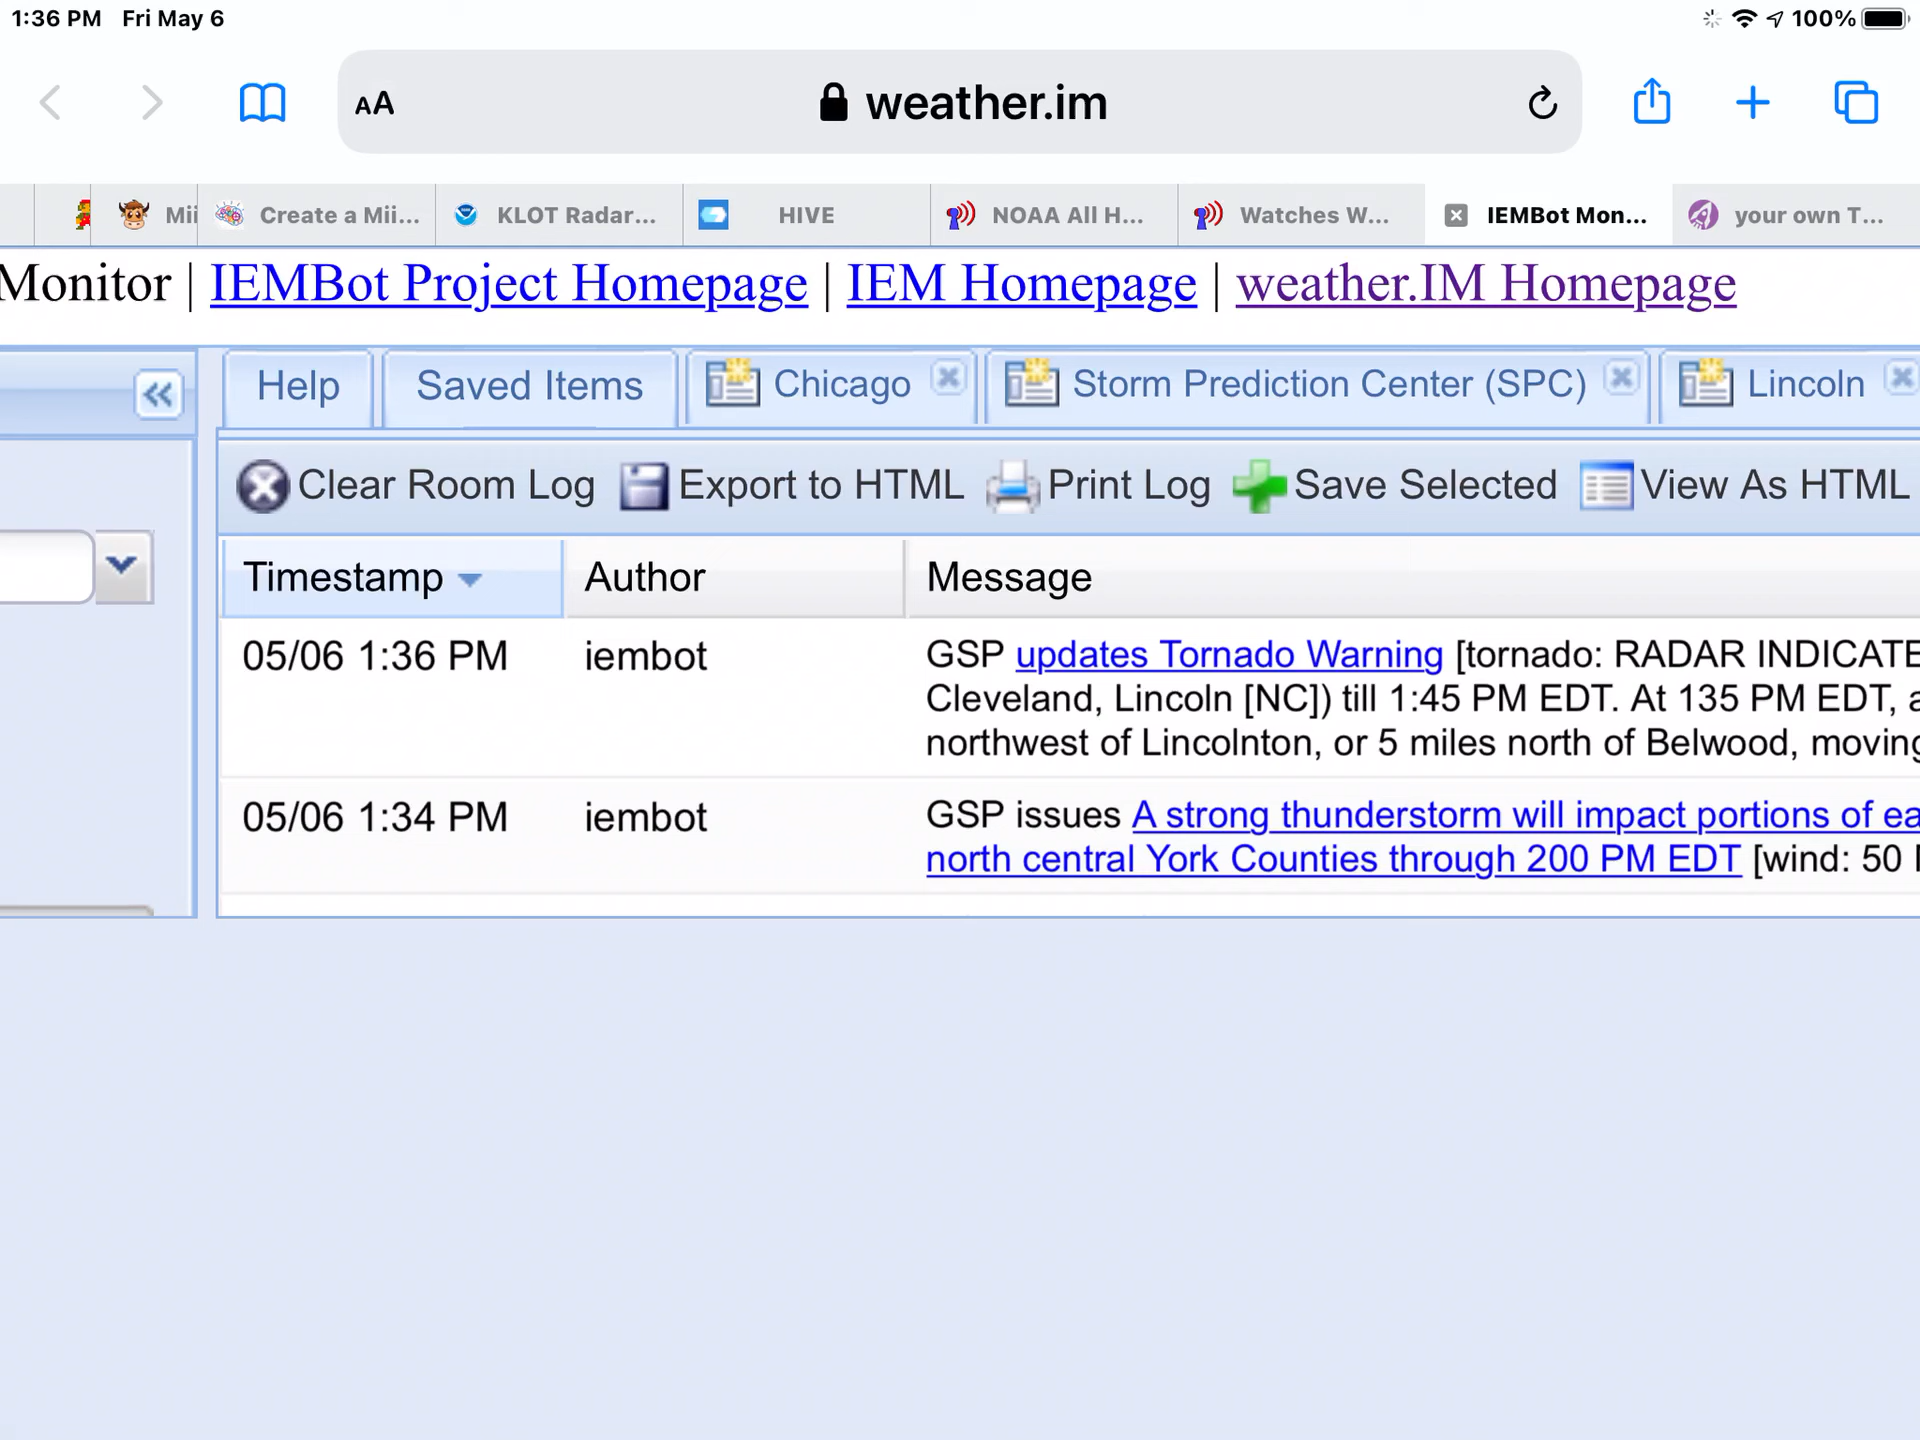 1:36 PM Fri May 6
100%
AA
weather.im
Mii
Create a Mii...
KLOT Radar...
HIVE
NOAA All H...
Watches W...
IEMBot Mon...
your own T...
Monitor | IEMBot Project Homepage | IEM Homepage | weather.IM Homepage
Help
Saved Items
Chicago
Storm Prediction Center (SPC)
Lincoln
Clear Room Log
Export to HTML
Print Log
Save Selected
View As HTML
Timestamp
Author
Message
05/06 1:36 PM
iembot
GSP updates Tornado Warning [tornado: RADAR INDICATE
Cleveland, Lincoln [NC]) till 1:45 PM EDT. At 135 PM EDT, a
northwest of Lincolnton, or 5 miles north of Belwood, moving
05/06 1:34 PM
iembot
GSP issues A strong thunderstorm will impact portions of ea
north central York Counties through 200 PM EDT [wind: 50